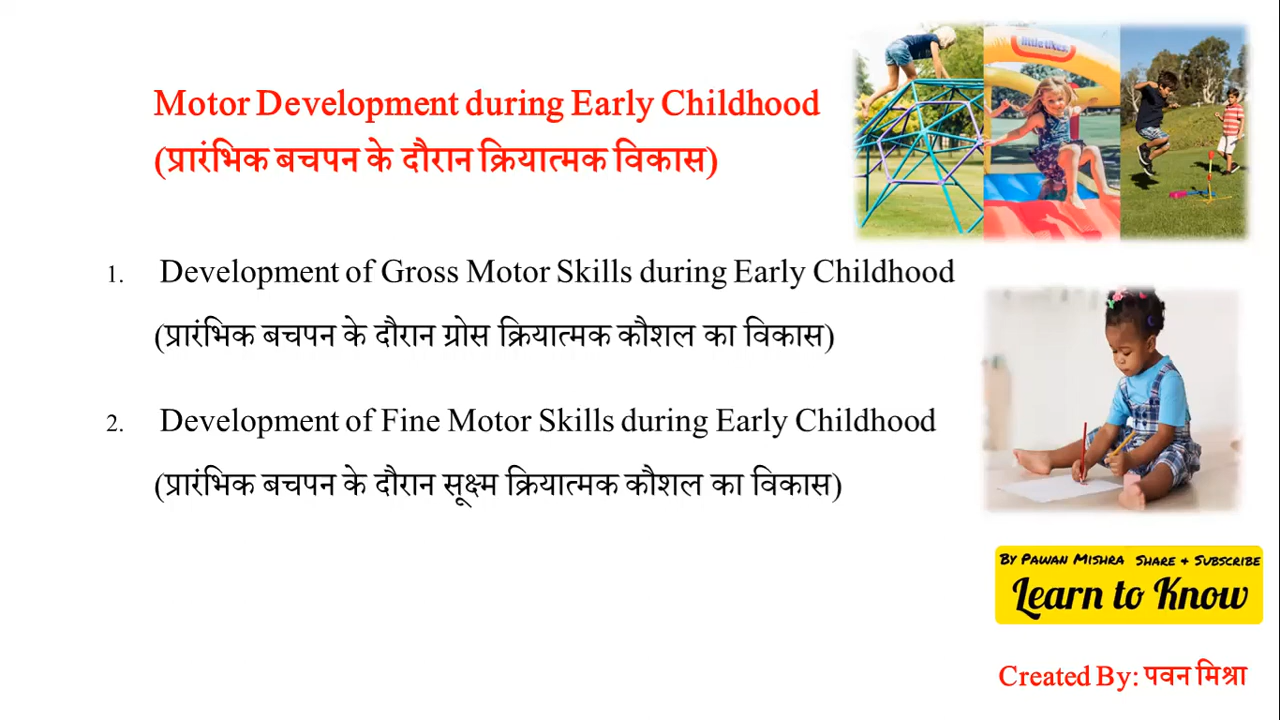 Motor Development during Early Childhood
(प्रारंभिक बचपन के दौरान क्रियात्मक विकास)
1. Development of Gross Motor Skills during Early Childhood
(प्रारंभिक बचपन के दौरान ग्रोस क्रियात्मक कौशल का विकास)
2. Development of Fine Motor Skills during Early Childhood
(प्रारंभिक बचपन के दौरान सूक्ष्म क्रियात्मक कौशल का विकास)
little tikes
By Pawan Mishra Share & Subscribe
Learn to Know
Created By: पवन मिश्रा